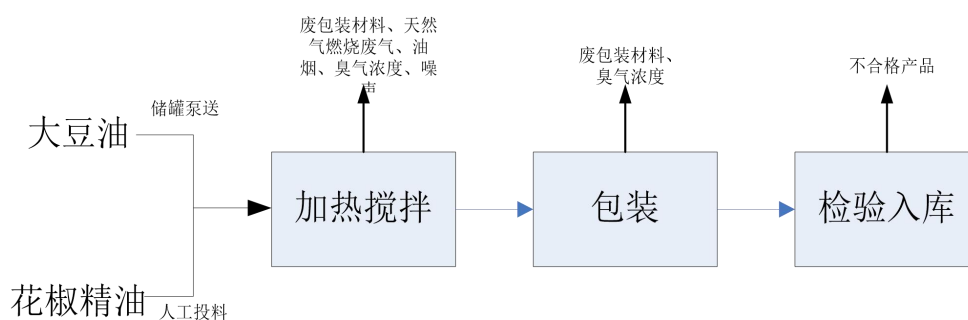 废包装材料、天然
气燃烧废气、油
烟、臭气浓度、噪
声
废包装材料、
臭气浓度
不合格产品
储罐泵送
大豆油
加热搅拌
包装
检验入库
花椒精油
人工投料